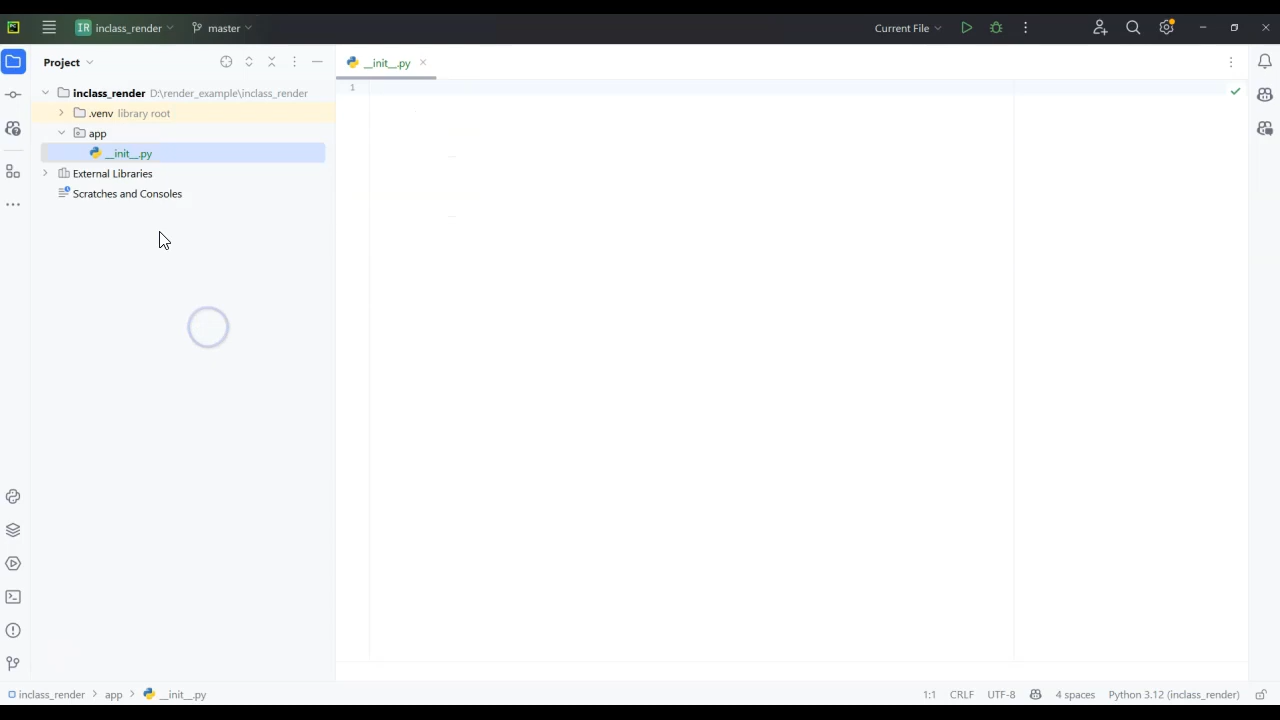 IR inclass_render master Current File
Project
__init__.py
1
inclass_render D:\render_example\inclass_render
.venv library root
app
__init__.py
External Libraries
Scratches and Consoles
inclass_render > app > __init__.py 1:1 CRLF UTF-8 4 spaces Python 3.12 (inclass_render)